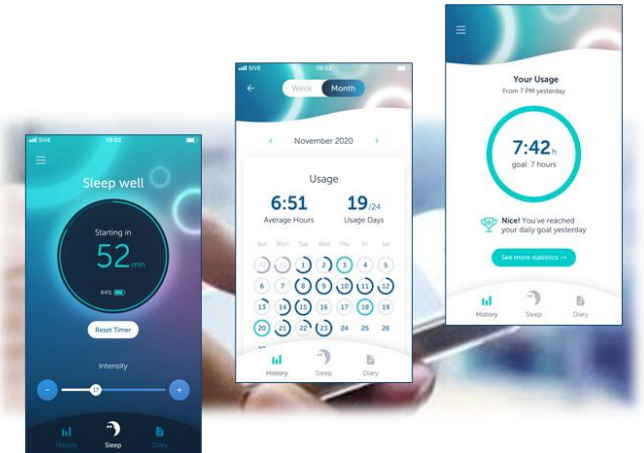 SIVE 19:02
Sleep well
Starting in
52 min
84%
Reset Timer
Intensity
- 17 +
History Sleep Diary
SIVE 19:02
Week Month
November 2020
Usage
6:51 19/24
Average Hours Usage Days
Sun Mon Tue Wed Thu Fri Sat
1 2 3 4 5
6 7 8 9 10 11 12
13 14 15 16 17 18 19
20 21 22 23 24 25 26
History Sleep Diary
Your Usage
From 7 PM yesterday
7:42 h
goal: 7 hours
Nice! You've reached
your daily goal yesterday
See more statistics →
History Sleep Diary